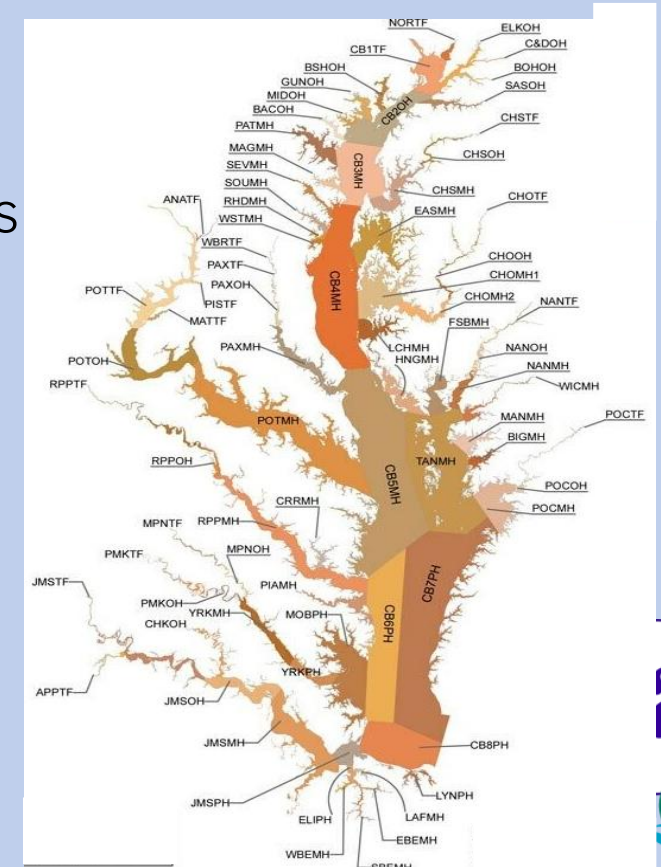 NORTF
ELKOH
C&DOH
CB1TF
BSHOH
BOHOH
GUNOH
SASOH
MIDOH
CB2OH
BACOH
CHSTF
PATMH
MAGMH
CB3MH
CHSOH
SEVMH
SOUMH
CHSMH
ANATF
RHDMH
CHOTF
EASMH
WSTMH
WBRTF
PAXTF
CHOOH
CB4MH
CHOMH1
PAXOH
POTTF
PISTF
CHOMH2
NANTF
MATTF
FSBMH
PAXMH
LCHMH
NANOH
HNGMH
POTOH
NANMH
RPPTF
WICMH
MANMH
POCTF
POTMH
BIGMH
TANMH
RPPOH
CB5MH
POCOH
CRRMH
POCMH
MPNTF
RPPMH
MPNOH
PMKTF
JMSTF
PIAMH
CB7PH
PMKOH
YRKMH
MOBPH
CB6PH
CHKOH
YRKPH
APPTF
JMSOH
JMSMH
CB8PH
JMSPH
LYNPH
ELIPH
LAFMH
EBEMH
WBEMH
SBEMH
S